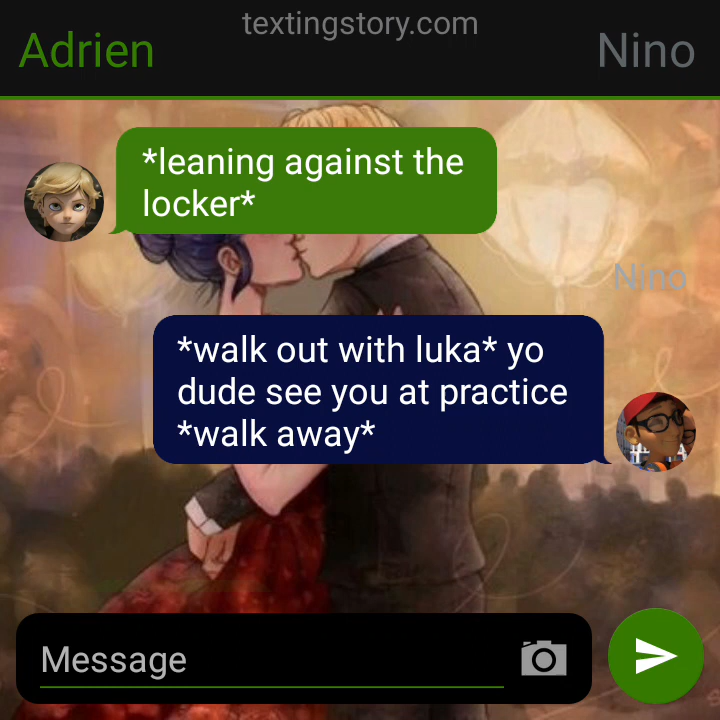 textingstory.com
Adrien
Nino
*leaning against the
locker*
Nino
*walk out with luka* yo
dude see you at practice
*walk away*
Message